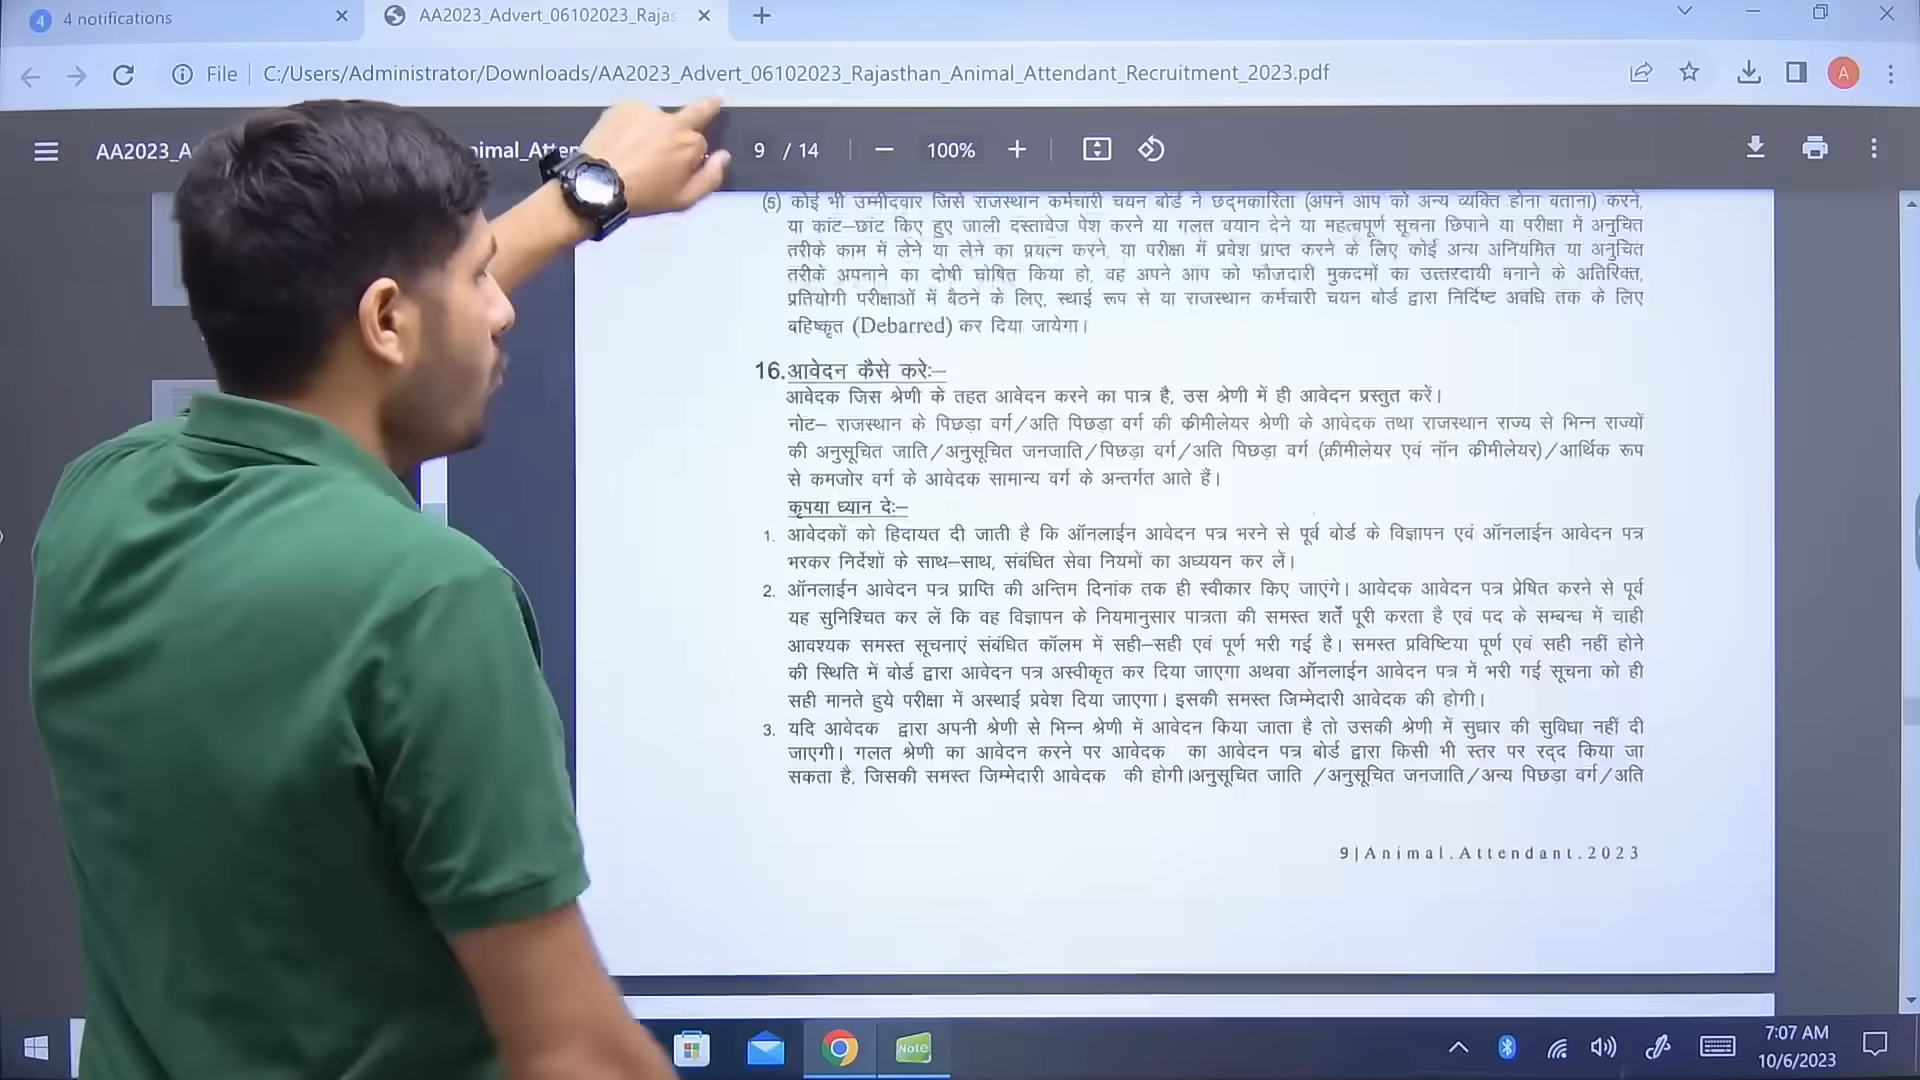 4 4 notifications
AA2023_Advert_06102023_Rajas
File C:/Users/Administrator/Downloads/AA2023_Advert_06102023_Rajasthan_Animal_Attendant_Recruitment_2023.pdf
A
AA2023_A
nimal_Atten
9 / 14
100%
(5) कोई भी उम्मीदवार जिसे राजस्थान कर्मचारी चयन बोर्ड ने छद्मकारिता (अपने आप को अन्य व्यक्ति होना बताना) करने,
या कांट–छांट किए हुए जाली दस्तावेज पेश करने या गलत बयान देने या महत्वपूर्ण सूचना छिपाने या परीक्षा में अनुचित
तरीके काम में लेने या लेने का प्रयत्न करने, या परीक्षा में प्रवेश प्राप्त करने के लिए कोई अन्य अनियमित या अनुचित
तरीके अपनाने का दोषी घोषित किया हो, वह अपने आप को फौजदारी मुकदमों का उत्तरदायी बनाने के अतिरिक्त,
प्रतियोगी परीक्षाओं में बैठने के लिए, स्थाई रूप से या राजस्थान कर्मचारी चयन बोर्ड द्वारा निर्दिष्ट अवधि तक के लिए
बहिष्कृत (Debarred) कर दिया जायेगा।
16.आवेदन कैसे करेः–
आवेदक जिस श्रेणी के तहत आवेदन करने का पात्र है, उस श्रेणी में ही आवेदन प्रस्तुत करें।
नोट– राजस्थान के पिछड़ा वर्ग/अति पिछड़ा वर्ग की क्रीमीलेयर श्रेणी के आवेदक तथा राजस्थान राज्य से भिन्न राज्यों
की अनुसूचित जाति/अनुसूचित जनजाति/पिछड़ा वर्ग/अति पिछड़ा वर्ग (क्रीमीलेयर एवं नॉन क्रीमीलेयर)/आर्थिक रूप
से कमजोर वर्ग के आवेदक सामान्य वर्ग के अन्तर्गत आते हैं।
कृपया ध्यान देः–
1. आवेदकों को हिदायत दी जाती है कि ऑनलाईन आवेदन पत्र भरने से पूर्व बोर्ड के विज्ञापन एवं ऑनलाईन आवेदन पत्र
भरकर निर्देशों के साथ–साथ, संबंधित सेवा नियमों का अध्ययन कर लें।
2. ऑनलाईन आवेदन पत्र प्राप्ति की अन्तिम दिनांक तक ही स्वीकार किए जाएंगे। आवेदक आवेदन पत्र प्रेषित करने से पूर्व
यह सुनिश्चित कर लें कि वह विज्ञापन के नियमानुसार पात्रता की समस्त शर्तें पूरी करता है एवं पद के सम्बन्ध में चाही
आवश्यक समस्त सूचनाएं संबंधित कॉलम में सही–सही एवं पूर्ण भरी गई है। समस्त प्रविष्टिया पूर्ण एवं सही नहीं होने
की स्थिति में बोर्ड द्वारा आवेदन पत्र अस्वीकृत कर दिया जाएगा अथवा ऑनलाईन आवेदन पत्र में भरी गई सूचना को ही
सही मानते हुये परीक्षा में अस्थाई प्रवेश दिया जाएगा। इसकी समस्त जिम्मेदारी आवेदक की होगी।
3. यदि आवेदक द्वारा अपनी श्रेणी से भिन्न श्रेणी में आवेदन किया जाता है तो उसकी श्रेणी में सुधार की सुविधा नहीं दी
जाएगी। गलत श्रेणी का आवेदन करने पर आवेदक का आवेदन पत्र बोर्ड द्वारा किसी भी स्तर पर रद्द किया जा
सकता है, जिसकी समस्त जिम्मेदारी आवेदक की होगी।अनुसूचित जाति /अनुसूचित जनजाति/अन्य पिछड़ा वर्ग/अति
9|Animal.Attendant.2023
Note
7:07 AM
10/6/2023